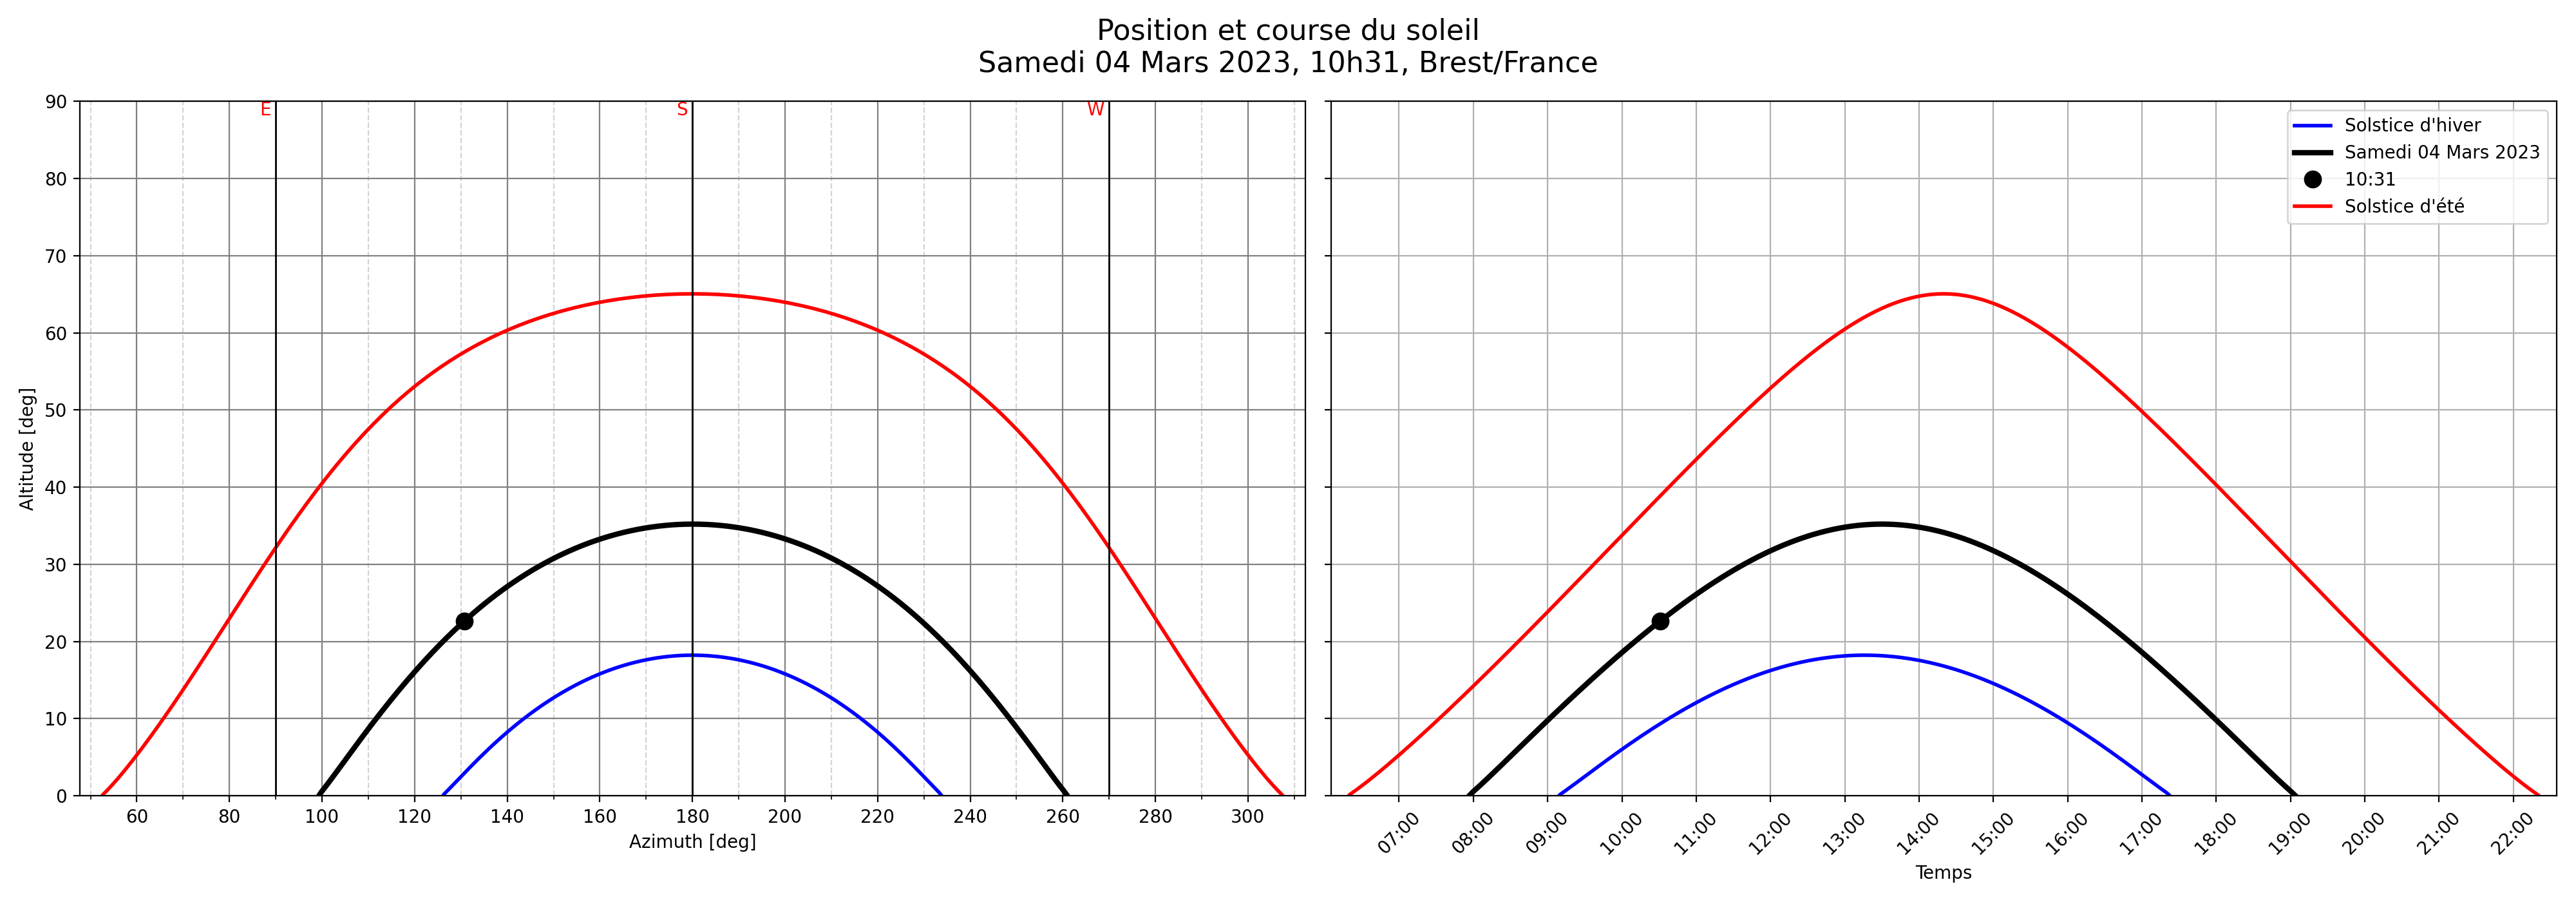 Position et course du soleil
Samedi 04 Mars 2023, 10h31, Brest/France
E
S
W
90
80
70
60
50
40
30
20
10
0
Altitude [deg]
60 80 100 120 140 160 180 200 220 240 260 280 300
Azimuth [deg]
Solstice d'hiver
Samedi 04 Mars 2023
10:31
Solstice d'été
07:00 08:00 09:00 10:00 11:00 12:00 13:00 14:00 15:00 16:00 17:00 18:00 19:00 20:00 21:00 22:00
Temps